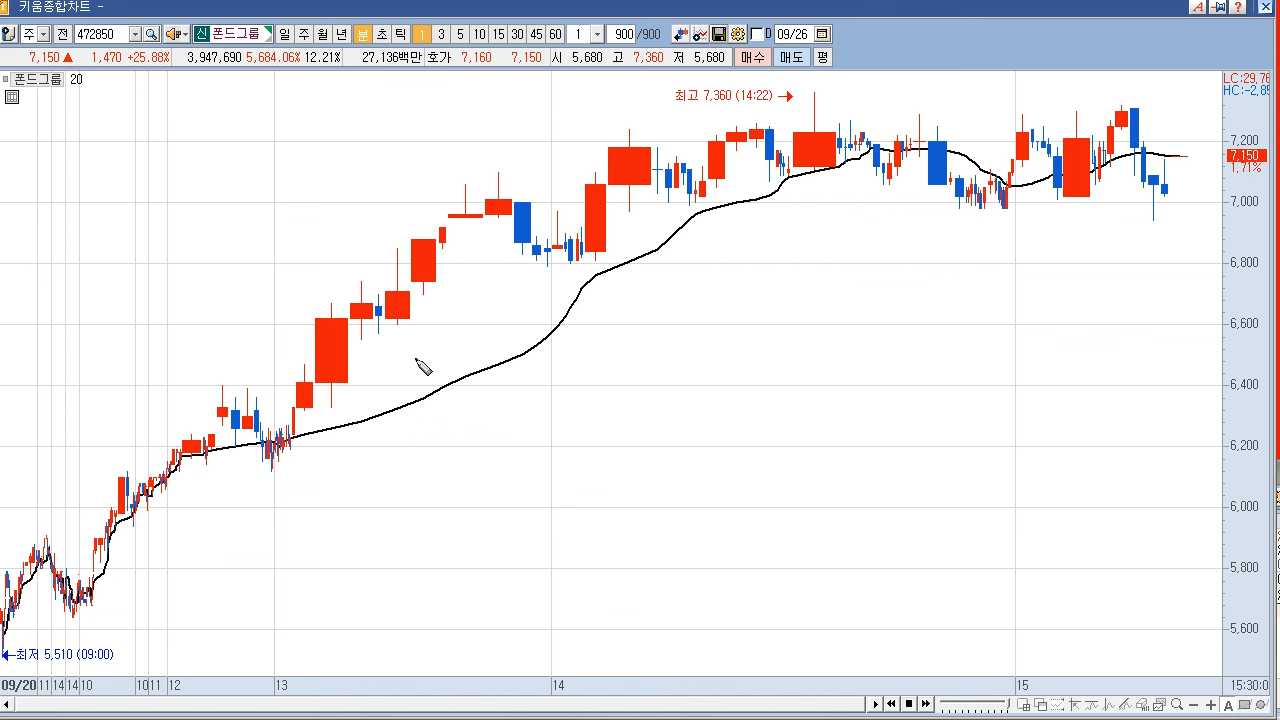 키움종합차트 -
주 전 472850 신 폰드그룹 일 주 월 년 분 초 틱 1 3 5 10 15 30 45 60 1 900 /900 D 09/26
7,150 ▲ 1,470 +25.88% 3,947,690 5,684.06% 12.21% 27,136백만 호가 7,160 7,150 시 5,680 고 7,360 저 5,680 매수 매도 평
폰드그룹 20
LC:29.76
HC:-2.85
최고 7,360 (14:22)
7,200
7,150
1.71%
7,000
6,800
6,600
6,400
6,200
6,000
5,800
5,600
최저 5,510 (09:00)
09/20 11 14 14 10 10 11 12 13 14 15 15:30:0
A